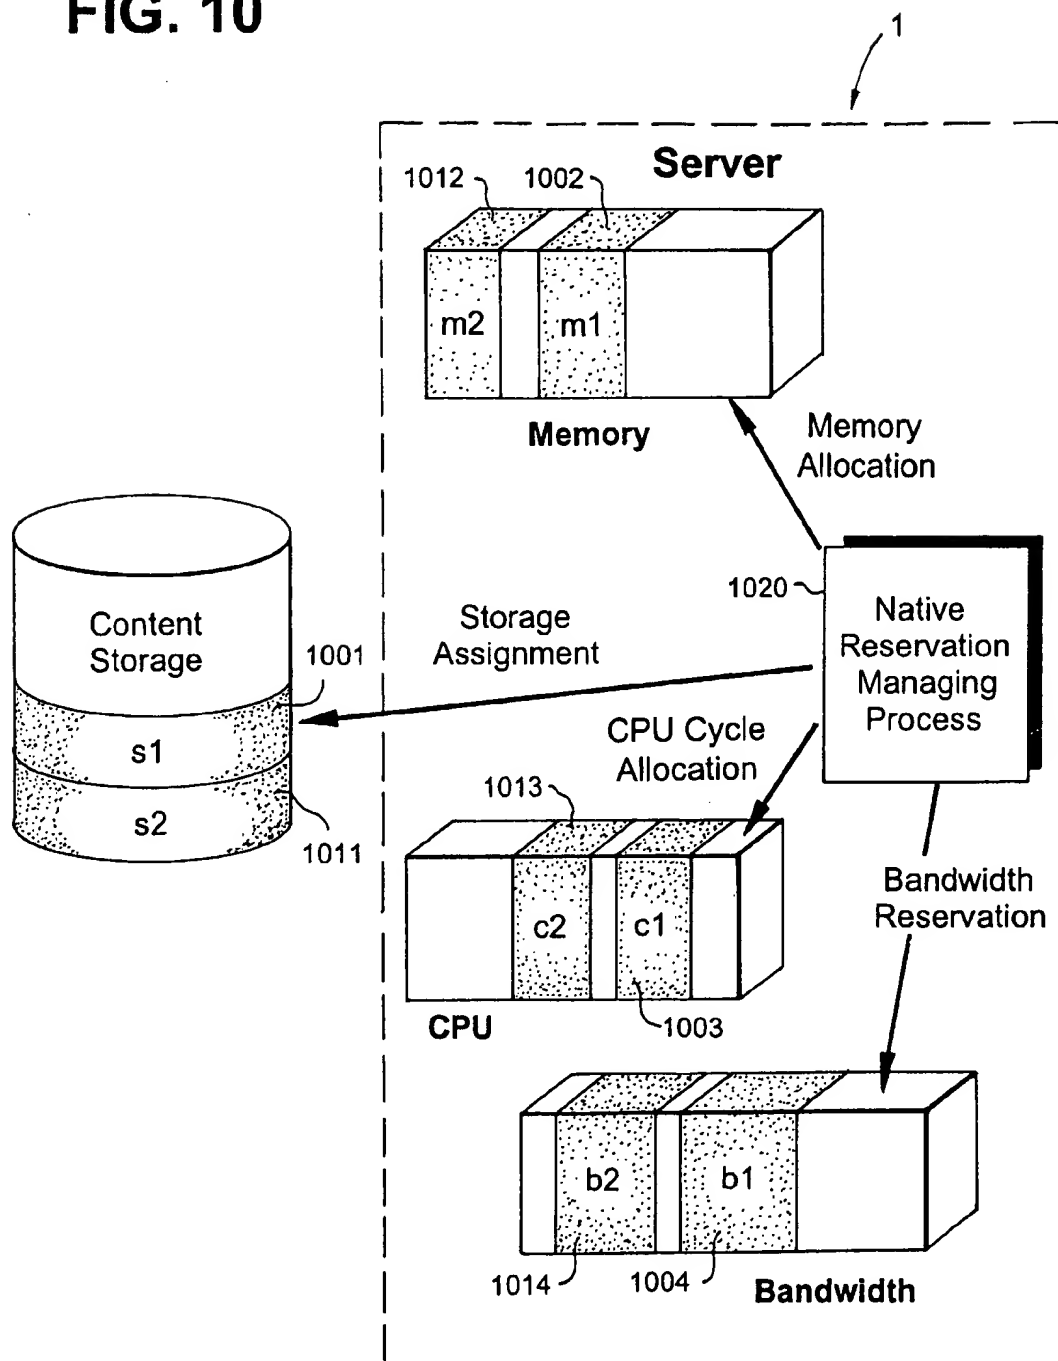 FIG. 10
1
Server
1012
1002
m2
m1
Memory
Memory
Allocation
1020
Native
Reservation
Managing
Process
Storage
Assignment
Content
Storage
1001
s1
s2
1011
CPU Cycle
Allocation
1013
c2
c1
1003
CPU
Bandwidth
Reservation
b2
b1
1014
1004
Bandwidth